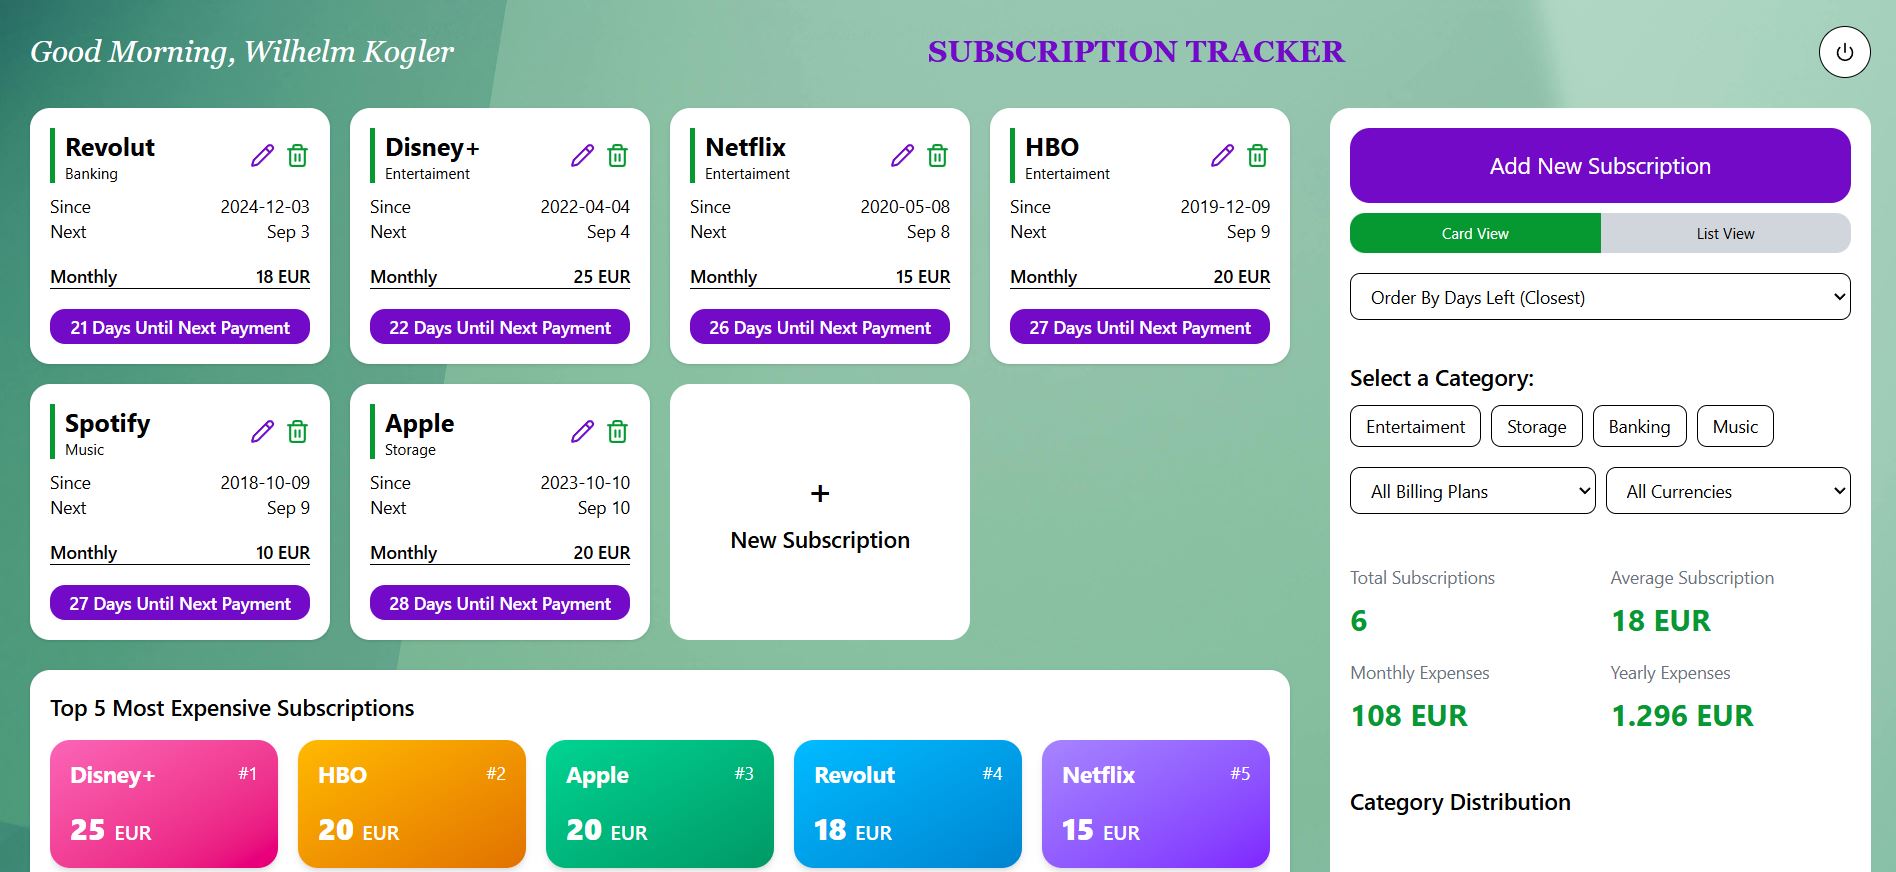 Good Morning, Wilhelm Kogler
SUBSCRIPTION TRACKER
Revolut
Banking
Since 2024-12-03
Next Sep 3
Monthly 18 EUR
21 Days Until Next Payment
Disney+
Entertaiment
Since 2022-04-04
Next Sep 4
Monthly 25 EUR
22 Days Until Next Payment
Netflix
Entertaiment
Since 2020-05-08
Next Sep 8
Monthly 15 EUR
26 Days Until Next Payment
HBO
Entertaiment
Since 2019-12-09
Next Sep 9
Monthly 20 EUR
27 Days Until Next Payment
Spotify
Music
Since 2018-10-09
Next Sep 9
Monthly 10 EUR
27 Days Until Next Payment
Apple
Storage
Since 2023-10-10
Next Sep 10
Monthly 20 EUR
28 Days Until Next Payment
+
New Subscription
Top 5 Most Expensive Subscriptions
Disney+ #1
25 EUR
HBO #2
20 EUR
Apple #3
20 EUR
Revolut #4
18 EUR
Netflix #5
15 EUR
Add New Subscription
Card View List View
Order By Days Left (Closest)
Select a Category:
Entertaiment Storage Banking Music
All Billing Plans All Currencies
Total Subscriptions
6
Average Subscription
18 EUR
Monthly Expenses
108 EUR
Yearly Expenses
1.296 EUR
Category Distribution